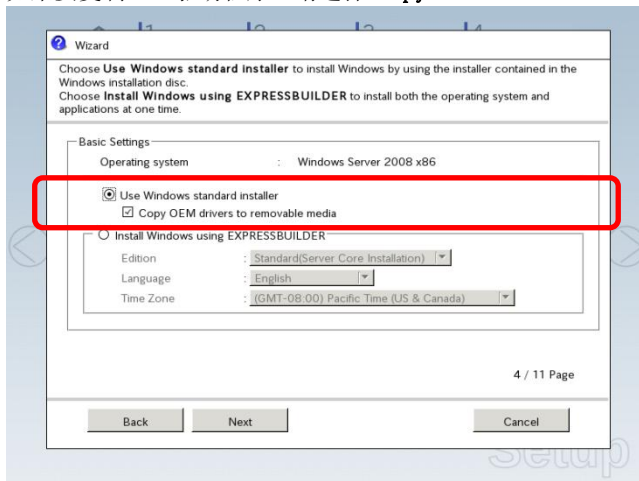 Wizard
Choose Use Windows standard installer to install Windows by using the installer contained in the
Windows installation disc.
Choose Install Windows using EXPRESSBUILDER to install both the operating system and
applications at one time.
Basic Settings
Operating system : Windows Server 2008 x86
Use Windows standard installer
Copy OEM drivers to removable media
Install Windows using EXPRESSBUILDER
Edition : Standard(Server Core Installation)
Language : English
Time Zone : (GMT-08:00) Pacific Time (US & Canada)
4 / 11 Page
Back Next Cancel
Setup